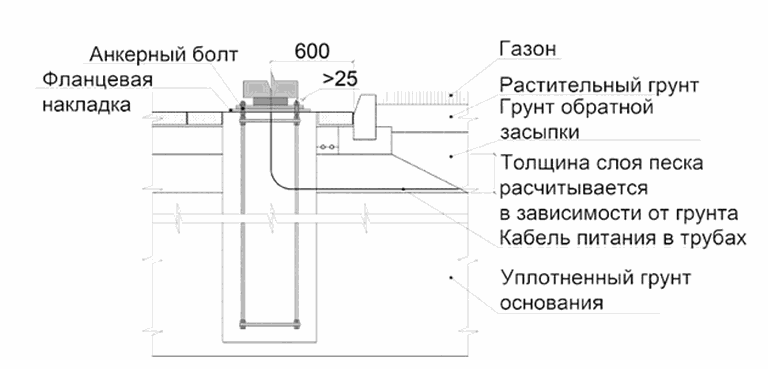 600
Анкерный болт
Фланцевая
накладка
>25
Газон
Растительный грунт
Грунт обратной
засыпки
Толщина слоя песка
расчитывается
в зависимости от грунта
Кабель питания в трубах
Уплотненный грунт
основания